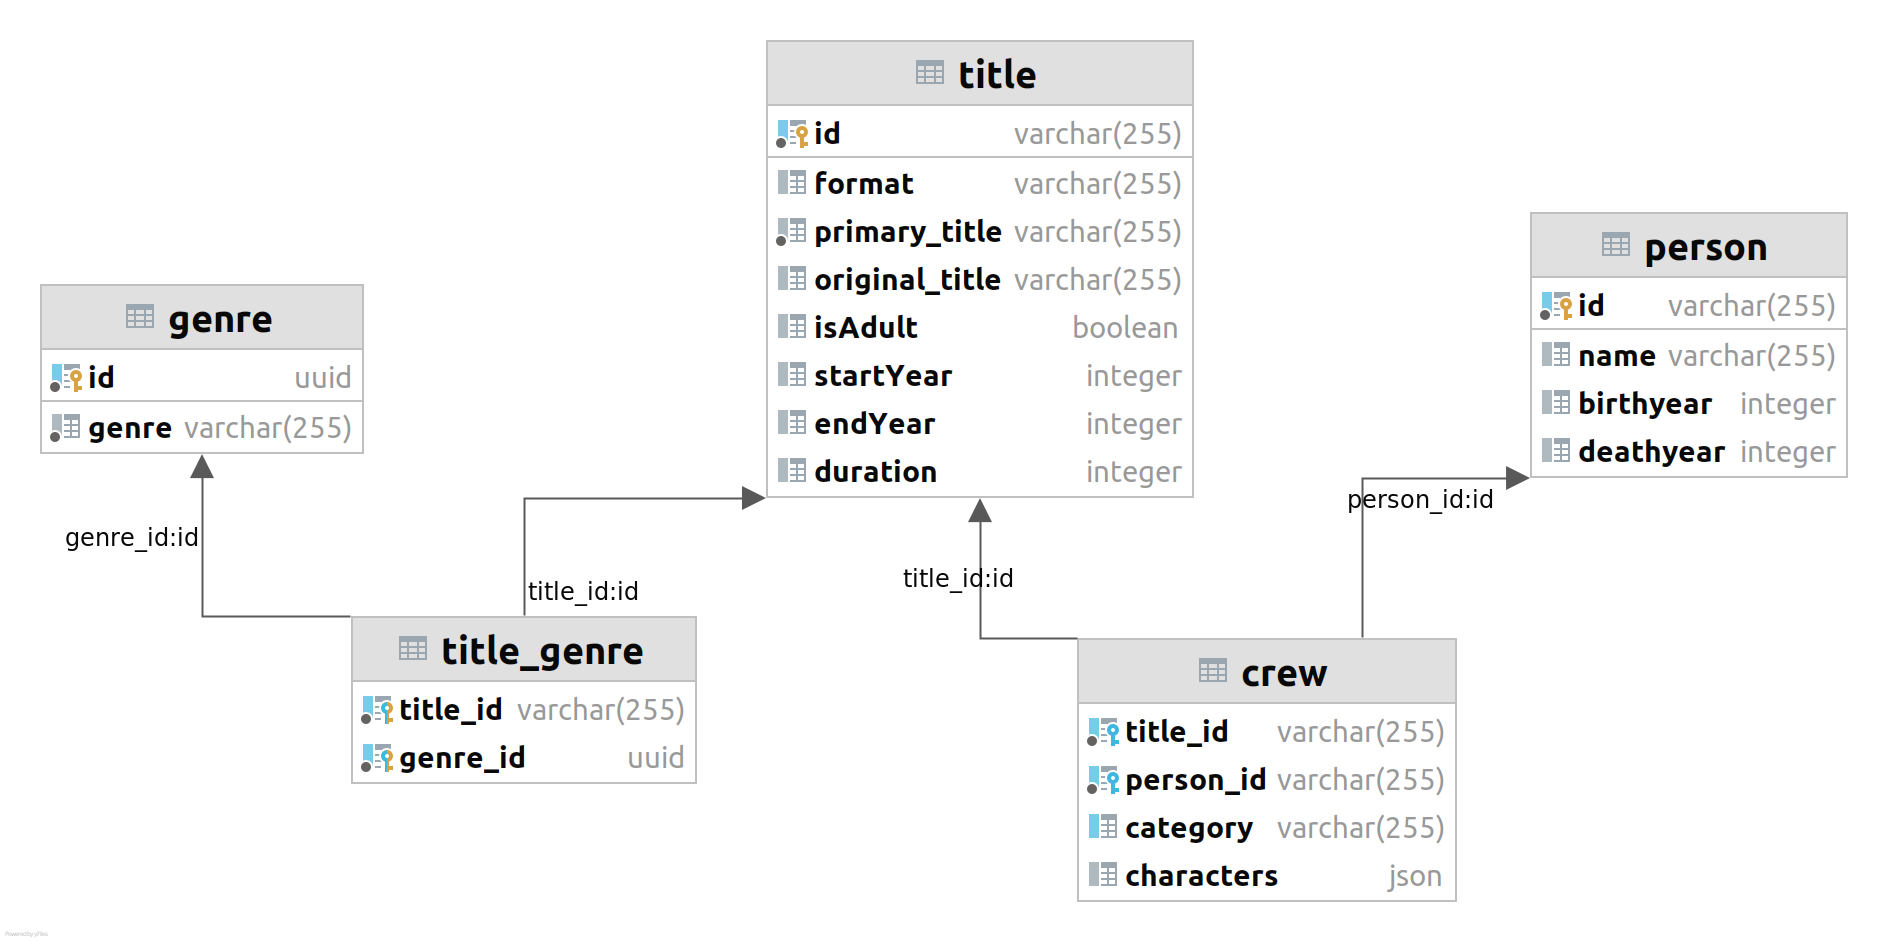 title
id varchar(255)
format varchar(255)
primary_title varchar(255)
original_title varchar(255)
isAdult boolean
startYear integer
endYear integer
duration integer
person
id varchar(255)
name varchar(255)
birthyear integer
deathyear integer
genre
id uuid
genre varchar(255)
genre_id:id
title_id:id
title_id:id
person_id:id
title_genre
title_id varchar(255)
genre_id uuid
crew
title_id varchar(255)
person_id varchar(255)
category varchar(255)
characters json
Powered by yFiles